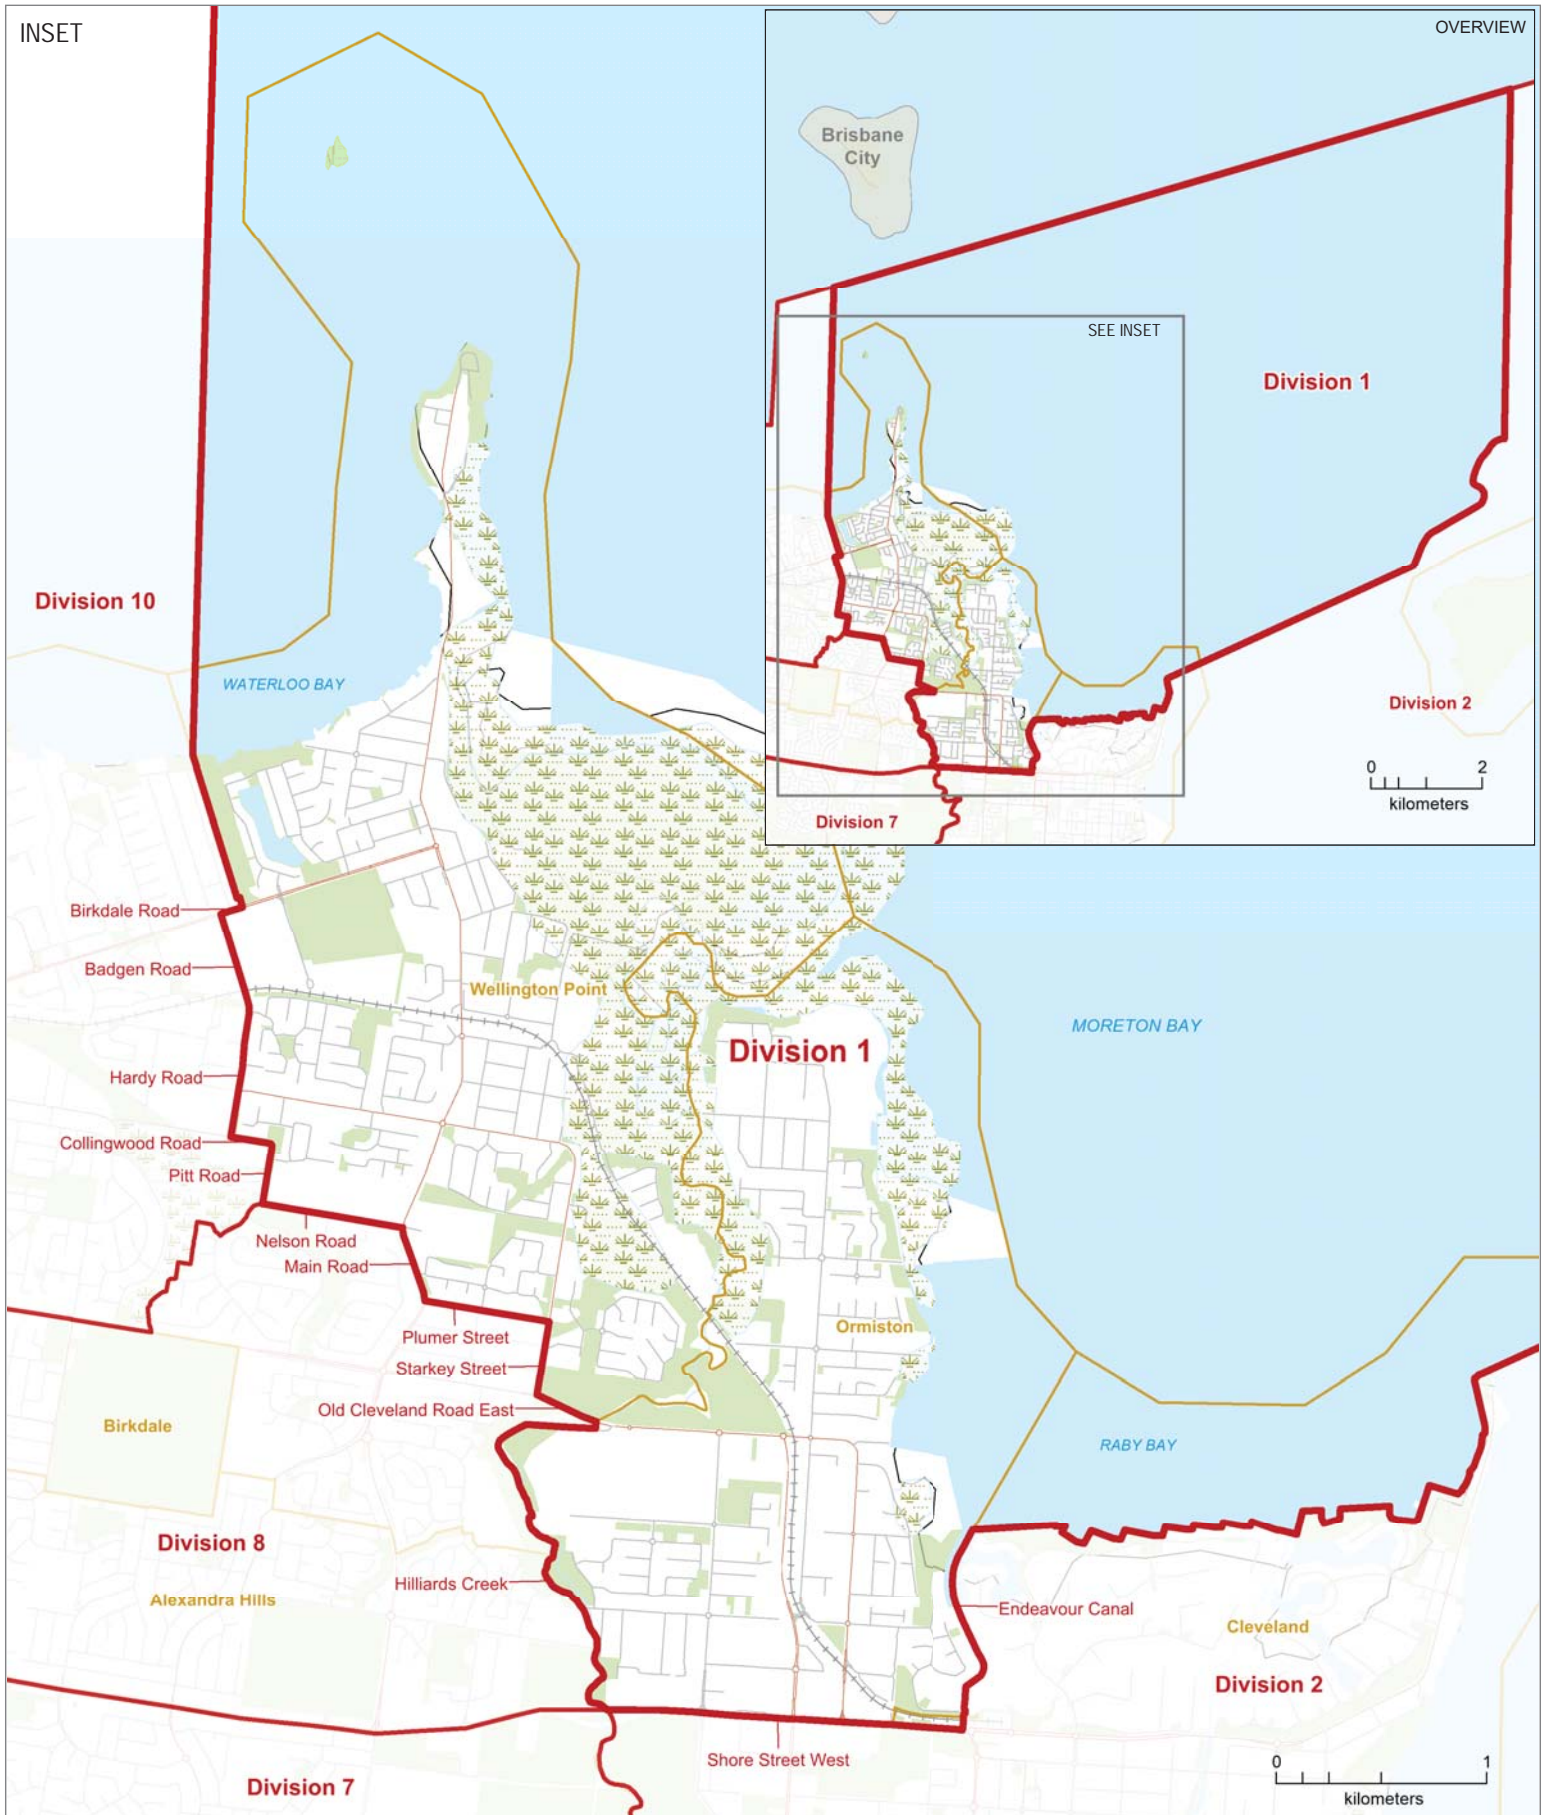 INSET
OVERVIEW
Brisbane
City
SEE INSET
Division 1
Division 2
0 2
kilometers
Division 7
Division 10
WATERLOO BAY
Birkdale Road
Badgen Road
Wellington Point
MORETON BAY
Division 1
Hardy Road
Collingwood Road
Pitt Road
Nelson Road
Main Road
Plumer Street
Ormiston
Starkey Street
Old Cleveland Road East
Birkdale
RABY BAY
Division 8
Hilliards Creek
Alexandra Hills
Endeavour Canal
Cleveland
Division 2
Shore Street West
0 1
kilometers
Division 7